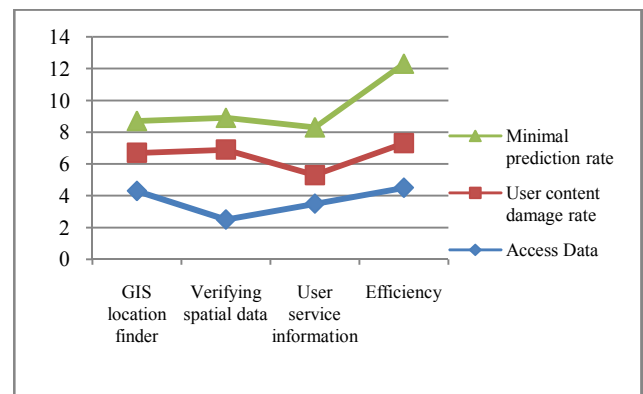 14
12
10
8
6
4
2
0
GIS
location
finder
Verifying
spatial data
User
service
information
Efficiency
Minimal
prediction rate
User content
damage rate
Access Data